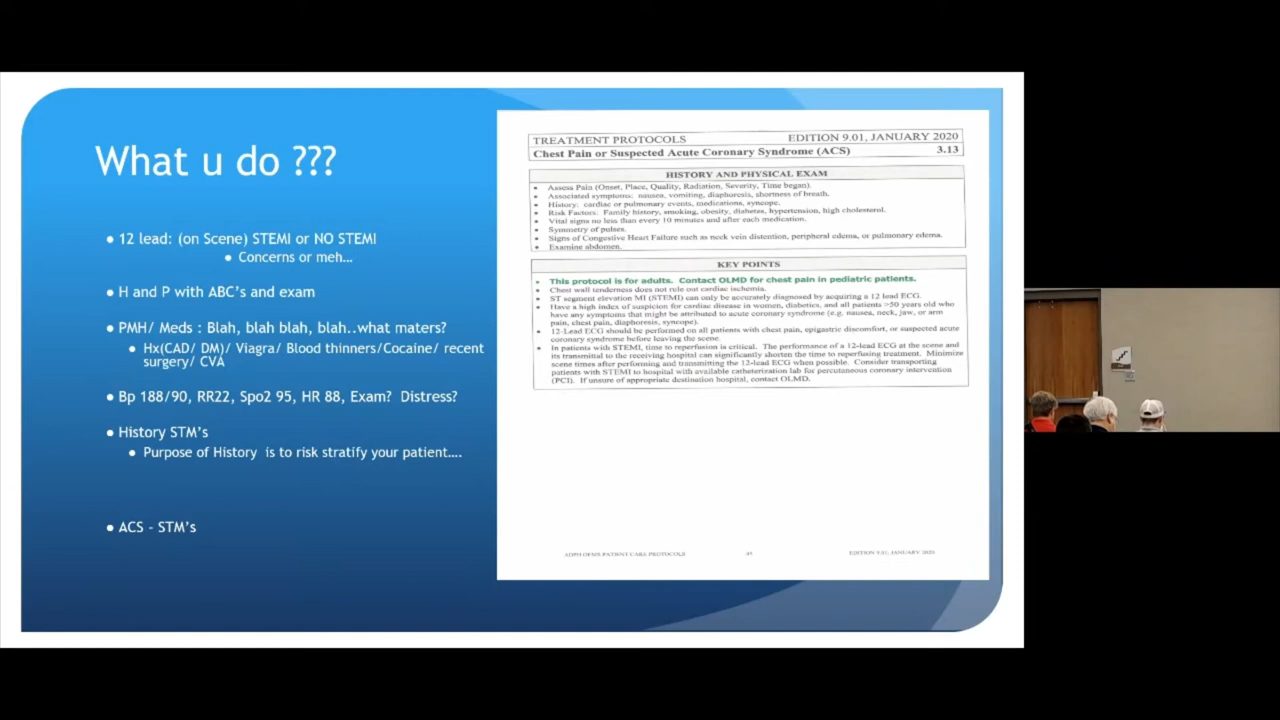 What u do ???
● 12 lead: (on Scene) STEMI or NO STEMI
● Concerns or meh…
● H and P with ABC's and exam
● PMH/ Meds : Blah, blah blah, blah..what maters?
● Hx(CAD/ DM)/ Viagra/ Blood thinners/Cocaine/ recent
surgery/ CVA
● Bp 188/90, RR22, Spo2 95, HR 88, Exam?  Distress?
● History STM's
● Purpose of History  is to risk stratify your patient….
● ACS - STM's
TREATMENT PROTOCOLS EDITION 9.01, JANUARY 2020
Chest Pain or Suspected Acute Coronary Syndrome (ACS) 3.13
HISTORY AND PHYSICAL EXAM
• Assess Pain (Onset, Place, Quality, Radiation, Severity, Time began).
• Associated symptoms: nausea, vomiting, diaphoresis, shortness of breath.
• History: cardiac or pulmonary events, medications, syncope.
• Risk Factors: Family history, smoking, obesity, diabetes, hypertension, high cholesterol.
• Vital signs no less than every 10 minutes and after each medication.
• Symmetry of pulses.
• Signs of Congestive Heart Failure such as neck vein distention, peripheral edema, or pulmonary edema.
• Examine abdomen.
KEY POINTS
• This protocol is for adults. Contact OLMD for chest pain in pediatric patients.
• Chest wall tenderness does not rule out cardiac ischemia.
• ST segment elevation MI (STEMI) can only be accurately diagnosed by acquiring a 12 lead ECG.
• Have a high index of suspicion for cardiac disease in women, diabetics, and all patients >50 years old who
have any symptoms that might be attributed to acute coronary syndrome (e.g. nausea, neck, jaw, or arm
pain, chest pain, diaphoresis, syncope).
• 12-Lead ECG should be performed on all patients with chest pain, epigastric discomfort, or suspected acute
coronary syndrome before leaving the scene.
• In patients with STEMI, time to reperfusion is critical. The performance of a 12-lead ECG at the scene and
its transmittal to the receiving hospital can significantly shorten the time to reperfusing treatment. Minimize
scene times after performing and transmitting the 12-lead ECG when possible. Consider transporting
patients with STEMI to hospital with available catheterization lab for percutaneous coronary intervention
(PCI). If unsure of appropriate destination hospital, contact OLMD.
ADPH OEMS PATIENT CARE PROTOCOLS 45 EDITION 9.01, JANUARY 2020